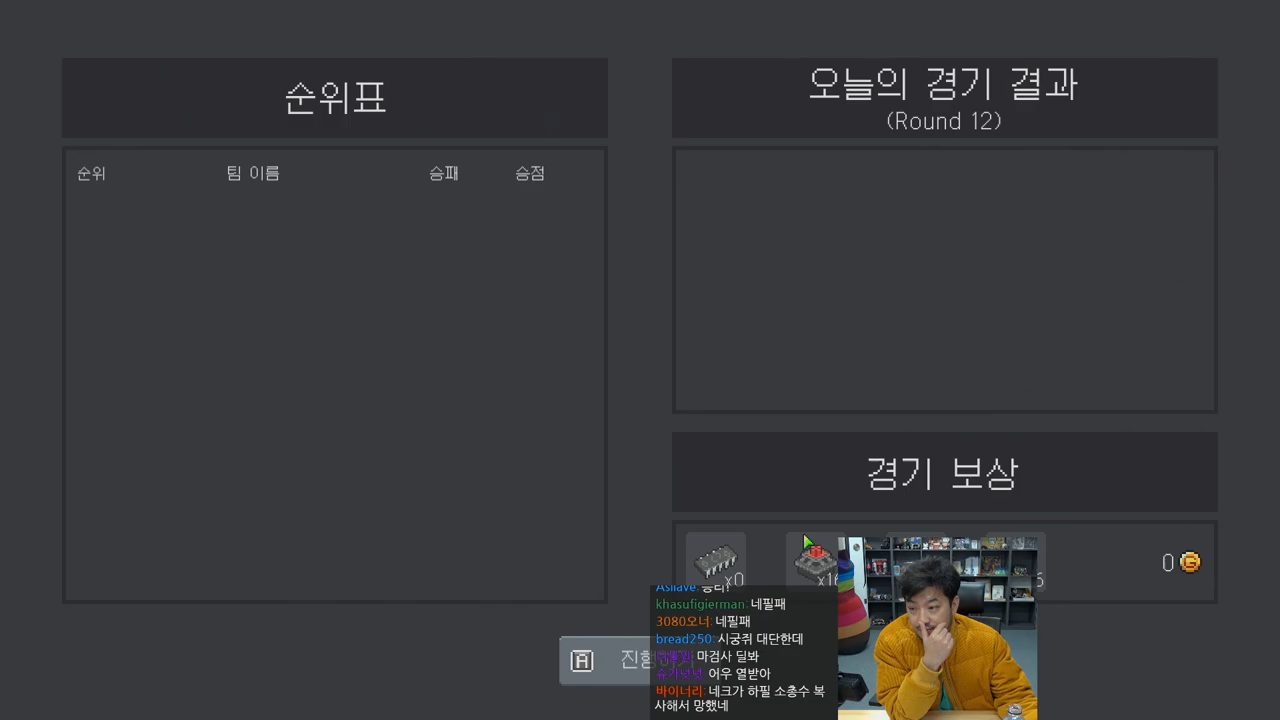 순위표
순위 팀 이름 승패 승점
오늘의 경기 결과
(Round 12)
경기 보상
x0
0 G
khasufigierman: 네필패
3080오너: 네필패
bread250: 시궁쥐 대단한데
마검사 딜봐
어우 열받아
바이너리: 네크가 하필 소총수 복
사해서 망했네
A